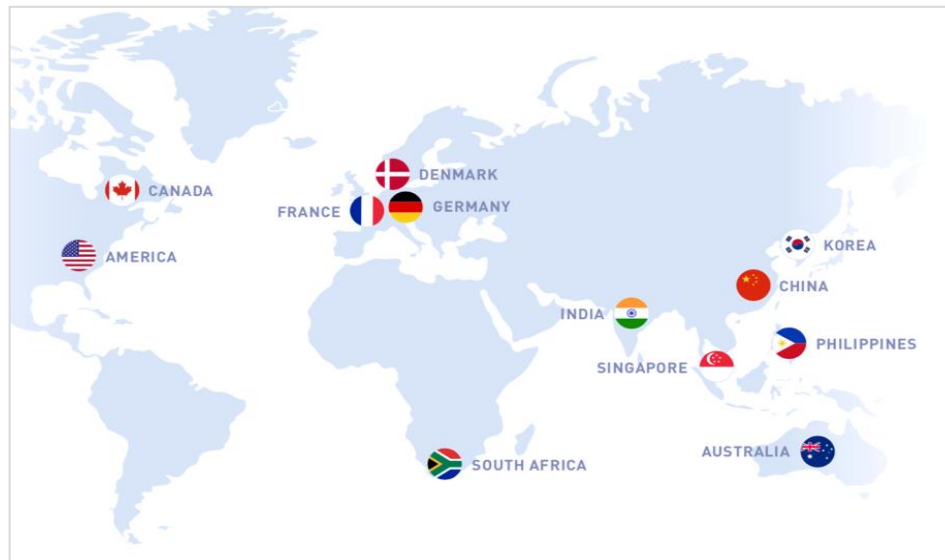 DENMARK
CANADA
GERMANY
FRANCE
KOREA
AMERICA
CHINA
INDIA
PHILIPPINES
SINGAPORE
AUSTRALIA
SOUTH AFRICA